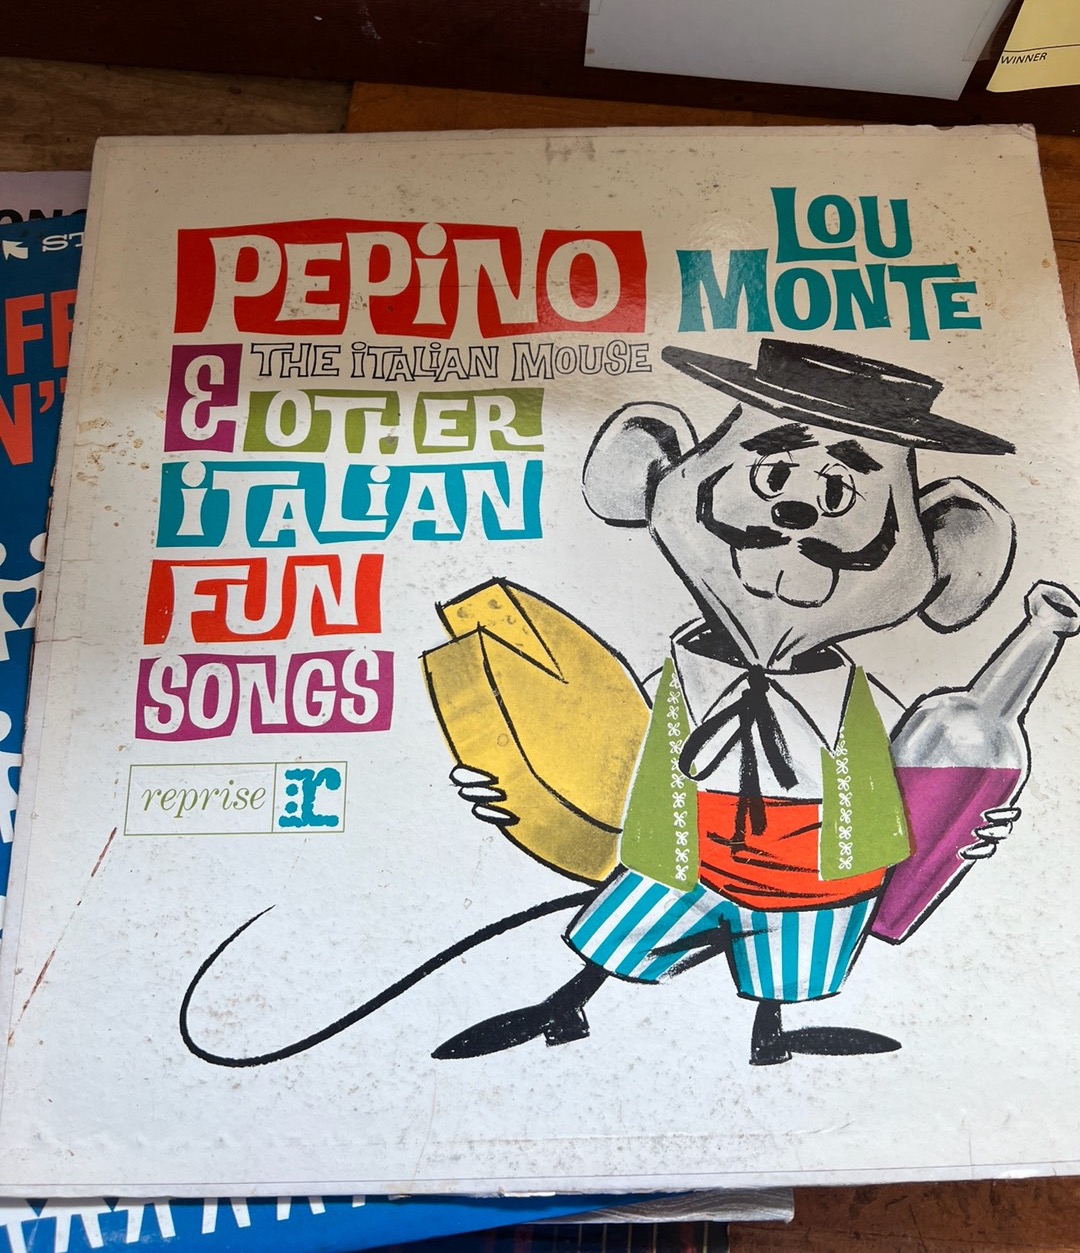 WINNER
LOU
MONTE
PEPiNO
THE iTALiAN MOUSE
& OTHER
iTALiAN
FUN
SONGS
reprise r